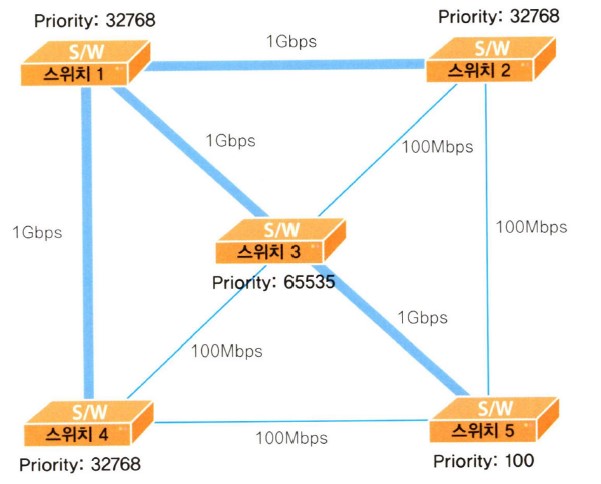 Priority: 32768
Priority: 32768
S/W
스위치 1
1Gbps
S/W
스위치 2
1Gbps
100Mbps
1Gbps
S/W
스위치 3
100Mbps
Priority: 65535
1Gbps
100Mbps
S/W
스위치 4
100Mbps
S/W
스위치 5
Priority: 32768
Priority: 100